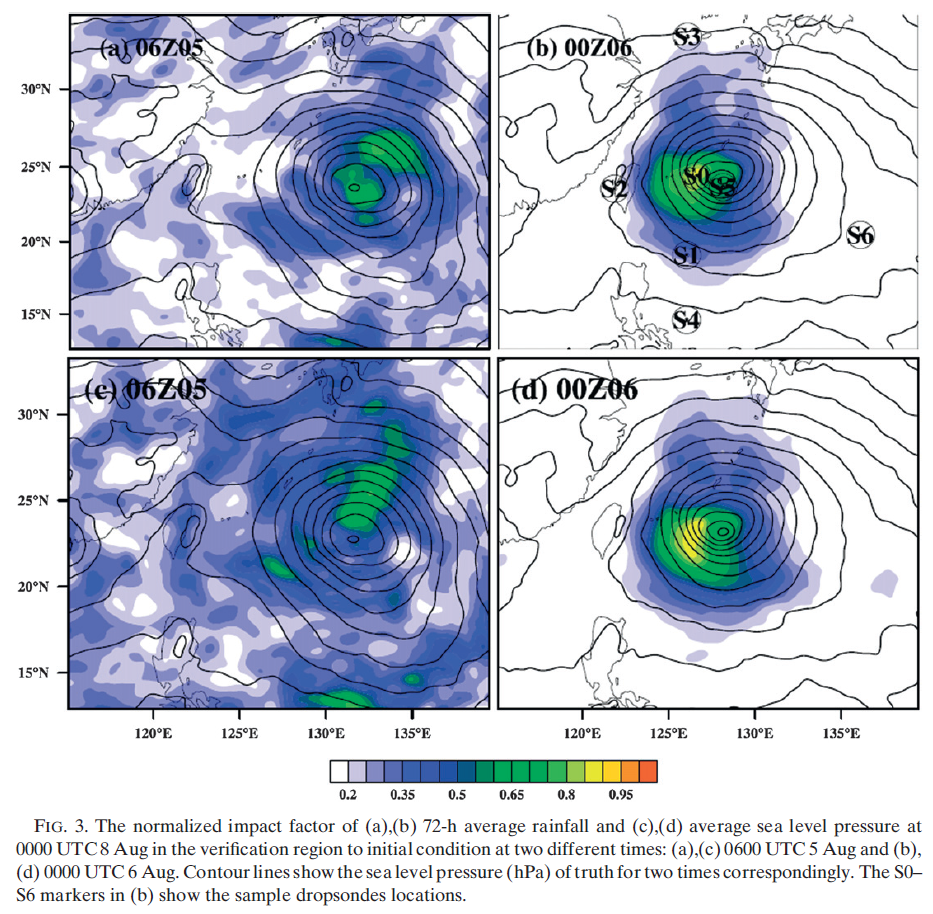 (a) 06Z05
(b) 00Z06
S3
30°N
25°N
S0
S5
S2
20°N
S6
S1
15°N
S4
(c) 06Z05
(d) 00Z06
30°N
25°N
20°N
15°N
120°E 125°E 130°E 135°E 120°E 125°E 130°E 135°E
0.2 0.35 0.5 0.65 0.8 0.95
FIG. 3. The normalized impact factor of (a),(b) 72-h average rainfall and (c),(d) average sea level pressure at
0000 UTC 8 Aug in the verification region to initial condition at two different times: (a),(c) 0600 UTC 5 Aug and (b),
(d) 0000 UTC 6 Aug. Contour lines show the sea level pressure (hPa) of truth for two times correspondingly. The S0–
S6 markers in (b) show the sample dropsondes locations.